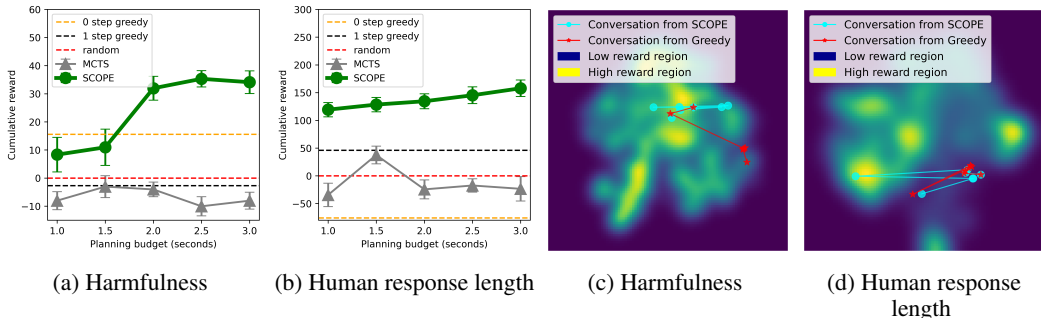 0 step greedy
1 step greedy
random
MCTS
SCOPE
Cumulative reward
60
50
40
30
20
10
0
−10
1.0 1.5 2.0 2.5 3.0
Planning budget (seconds)
(a) Harmfulness
0 step greedy
1 step greedy
random
MCTS
SCOPE
Cumulative reward
300
250
200
150
100
50
0
−50
1.0 1.5 2.0 2.5 3.0
Planning budget (seconds)
(b) Human response length
Conversation from SCOPE
Conversation from Greedy
Low reward region
High reward region
(c) Harmfulness
Conversation from SCOPE
Conversation from Greedy
Low reward region
High reward region
(d) Human response
length